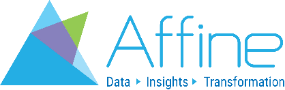 Affine
Data ▸ Insights ▸ Transformation